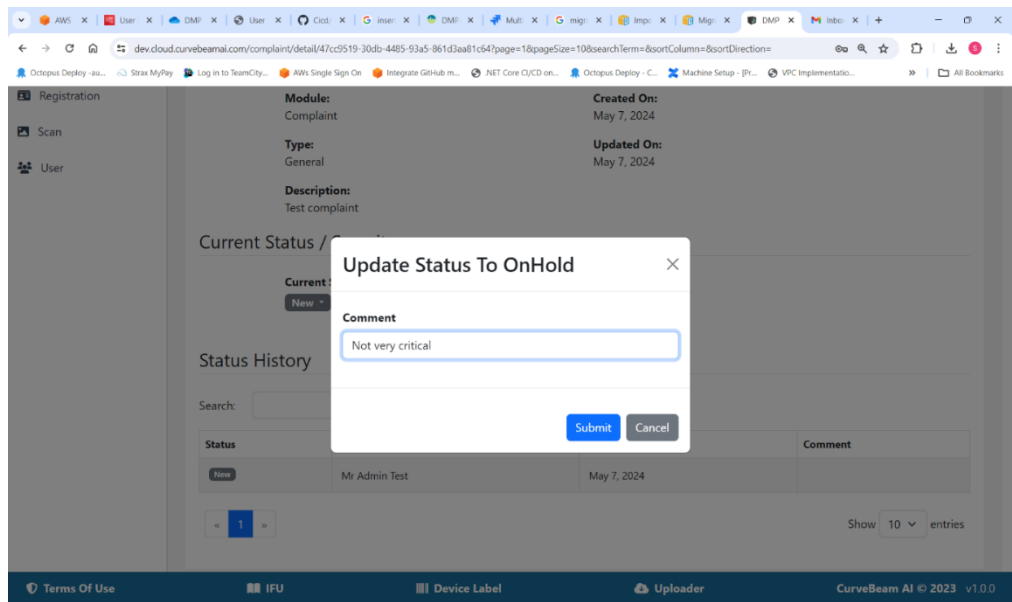 AWS
User
DMP
User
Cicd
G inser
DMP
Multi
G migr
Impo
Migr
DMP
Inbo
dev.cloud.curvebeamai.com/complaint/detail/47cc9519-30db-4485-93a5-861d3aa81c64?page=1&pageSize=10&searchTerm=&sortColumn=&sortDirection=
S
Octopus Deploy -au...
Strax MyPay
Log in to TeamCity...
AWs Single Sign On
Integrate GitHub m...
.NET Core CI/CD on...
Octopus Deploy - C...
Machine Setup - [Pr...
VPC Implementatio...
»
All Bookmarks
Registration
Scan
User
Module:
Complaint
Created On:
May 7, 2024
Type:
General
Updated On:
May 7, 2024
Description:
Test complaint
Current Status /
Current
New
Update Status To OnHold
Comment
Not very critical
Submit
Cancel
Status History
Search:
Status
Comment
New
Mr Admin Test
May 7, 2024
« 1 »
Show 10 entries
Terms Of Use
IFU
Device Label
Uploader
CurveBeam AI © 2023 v1.0.0